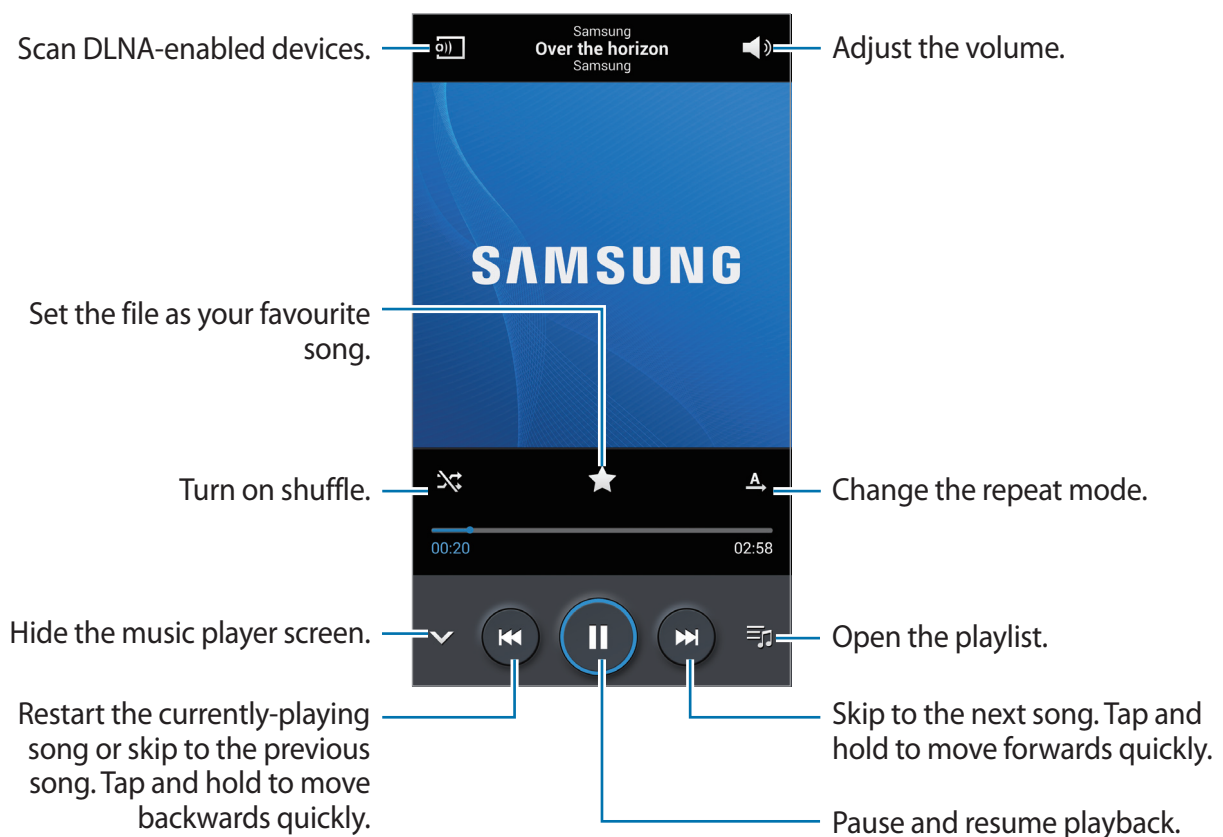 Scan DLNA-enabled devices.
Samsung
Over the horizon
Samsung
Adjust the volume.
SAMSUNG
Set the file as your favourite
song.
Turn on shuffle.
A
Change the repeat mode.
00:20
02:58
Hide the music player screen.
Open the playlist.
Restart the currently-playing
song or skip to the previous
song. Tap and hold to move
backwards quickly.
Skip to the next song. Tap and
hold to move forwards quickly.
Pause and resume playback.